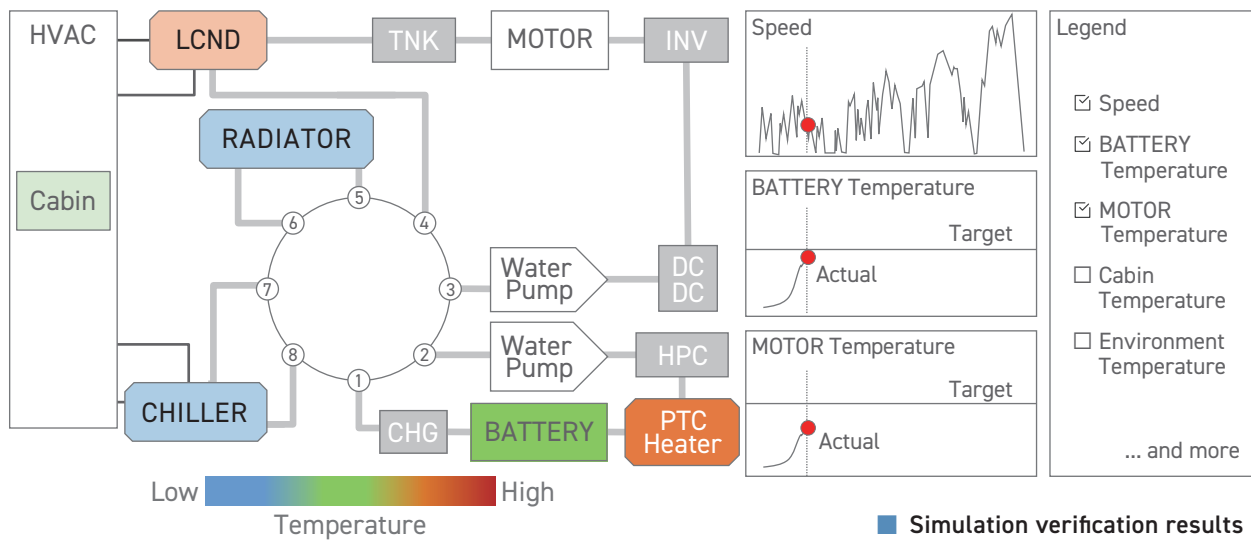 HVAC
LCND
TNK
MOTOR
INV
RADIATOR
Cabin
5
6
4
7
3
8
2
1
Water
Pump
DC
DC
Water
Pump
HPC
CHILLER
CHG
BATTERY
PTC
Heater
Low
High
Temperature
Speed
BATTERY Temperature
Target
Actual
MOTOR Temperature
Target
Actual
Legend
Speed
BATTERY
Temperature
MOTOR
Temperature
Cabin
Temperature
Environment
Temperature
... and more
Simulation verification results